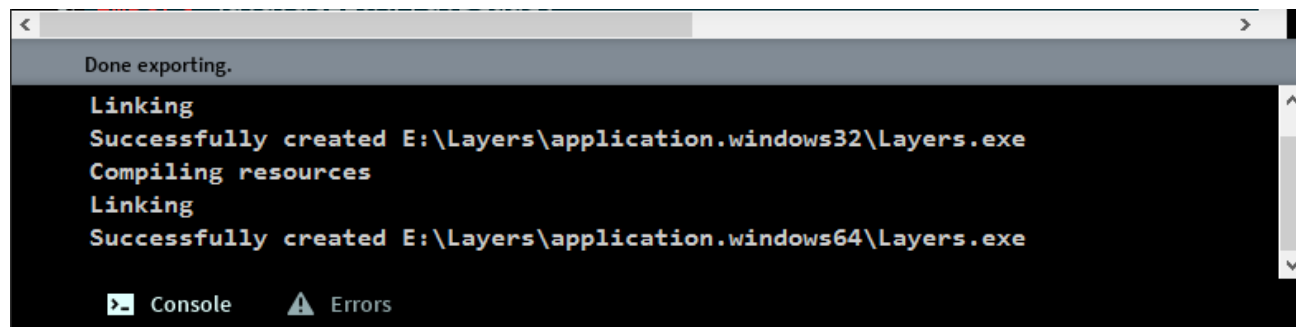 Done exporting.
Linking
Successfully created E:\Layers\application.windows32\Layers.exe
Compiling resources
Linking
Successfully created E:\Layers\application.windows64\Layers.exe
Console Errors